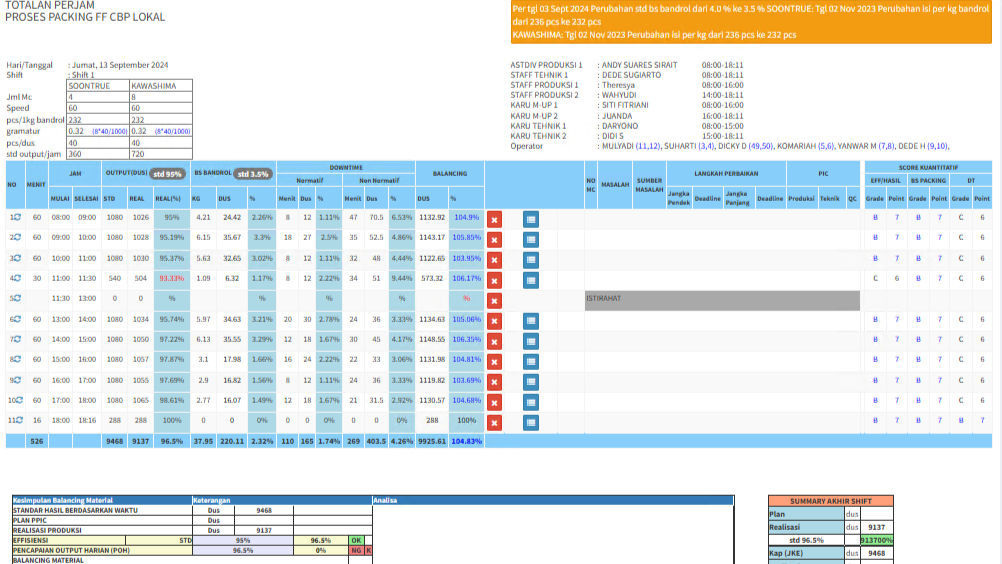 TOTALAN PERJAM
PROSES PACKING FF CBP LOKAL
Per tgl 03 Sept 2024 Perubahan std bs bandrol dari 4.0 % ke 3.5 % SOONTRUE: Tgl 02 Nov 2023 Perubahan isi per kg bandrol
dari 236 pcs ke 232 pcs
KAWASHIMA: Tgl 02 Nov 2023 Perubahan isi per kg dari 236 pcs ke 232 pcs
Hari/Tanggal : Jumat, 13 September 2024
Shift : Shift 1
SOONTRUE KAWASHIMA
Jml Mc 4 8
Speed 60 60
pcs/1kg bandrol 232 232
gramatur 0.32 (8*40/1000) 0.32 (8*40/1000)
pcs/dus 40 40
std output/jam 360 720
ASTDIV PRODUKSI 1 : ANDY SUARES SIRAIT 08:00-18:11
STAFF TEHNIK 1 : DEDE SUGIARTO 08:00-18:11
STAFF PRODUKSI 1 : Theresya 08:00-16:00
STAFF PRODUKSI 2 : WAHYUDI 14:00-18:11
KARU M-UP 1 : SITI FITRIANI 08:00-16:00
KARU M-UP 2 : JUANDA 16:00-18:11
KARU TEHNIK 1 : DARYONO 08:00-15:00
KARU TEHNIK 2 : DIDI S 15:00-18:11
Operator : MULYADI (11,12), SUHARTI (3,4), DICKY D (49,50), KOMARIAH (5,6), YANWAR M (7,8), DEDE H (9,10),
NO MENIT JAM OUTPUT(DUS) std 95% BS BANDROL std 3.5% DOWNTIME BALANCING NO MC MASALAH SUMBER MASALAH LANGKAH PERBAIKAN PIC SCORE KUANTITATIF
Normatif Non Normatif EFF/HASIL BS PACKING DT
MULAI SELESAI STD REAL REAL(%) KG DUS % Menit Dus % Menit Dus % DUS % Jangka Pendek Deadline Jangka Panjang Deadline Produksi Teknik QC Grade Point Grade Point Grade Point
1 60 08:00 09:00 1080 1026 95% 4.21 24.42 2.26% 8 12 1.11% 47 70.5 6.53% 1132.92 104.9% B 7 B 7 C 6
2 60 09:00 10:00 1080 1028 95.19% 6.15 35.67 3.3% 18 27 2.5% 35 52.5 4.86% 1143.17 105.85% B 7 B 7 C 6
3 60 10:00 11:00 1080 1030 95.37% 5.63 32.65 3.02% 8 12 1.11% 32 48 4.44% 1122.65 103.95% B 7 B 7 C 6
4 30 11:00 11:30 540 504 93.33% 1.09 6.32 1.17% 8 12 2.22% 34 51 9.44% 573.32 106.17% C 6 B 7 C 6
5 11:30 13:00 0 0 % % % % % ISTIRAHAT
6 60 13:00 14:00 1080 1034 95.74% 5.97 34.63 3.21% 20 30 2.78% 24 36 3.33% 1134.63 105.06% B 7 B 7 C 6
7 60 14:00 15:00 1080 1050 97.22% 6.13 35.55 3.29% 12 18 1.67% 30 45 4.17% 1148.55 106.35% B 7 B 7 C 6
8 60 15:00 16:00 1080 1057 97.87% 3.1 17.98 1.66% 16 24 2.22% 22 33 3.06% 1131.98 104.81% B 7 B 7 C 6
9 60 16:00 17:00 1080 1055 97.69% 2.9 16.82 1.56% 8 12 1.11% 24 36 3.33% 1119.82 103.69% B 7 B 7 C 6
10 60 17:00 18:00 1080 1065 98.61% 2.77 16.07 1.49% 12 18 1.67% 21 31.5 2.92% 1130.57 104.68% B 7 B 7 C 6
11 16 18:00 18:16 288 288 100% 0 0 0% 0 0 0% 0 0 0% 288 100% B 7 B 7 B 7
526 9468 9137 96.5% 37.95 220.11 2.32% 110 165 1.74% 269 403.5 4.26% 9925.61 104.83%
Kesimpulan Balancing Material Keterangan Analisa
STANDAR HASIL BERDASARKAN WAKTU Dus 9468
PLAN PPIC Dus
REALISASI PRODUKSI Dus 9137
EFFISIENSI STD 95% 96.5% OK
PENCAPAIAN OUTPUT HARIAN (POH) 96.5% 0% NG K
BALANCING MATERIAL
SUMMARY AKHIR SHIFT
Plan dus
Realisasi dus 9137
std 96.5% 913700%
Kap (JKE) dus 9468